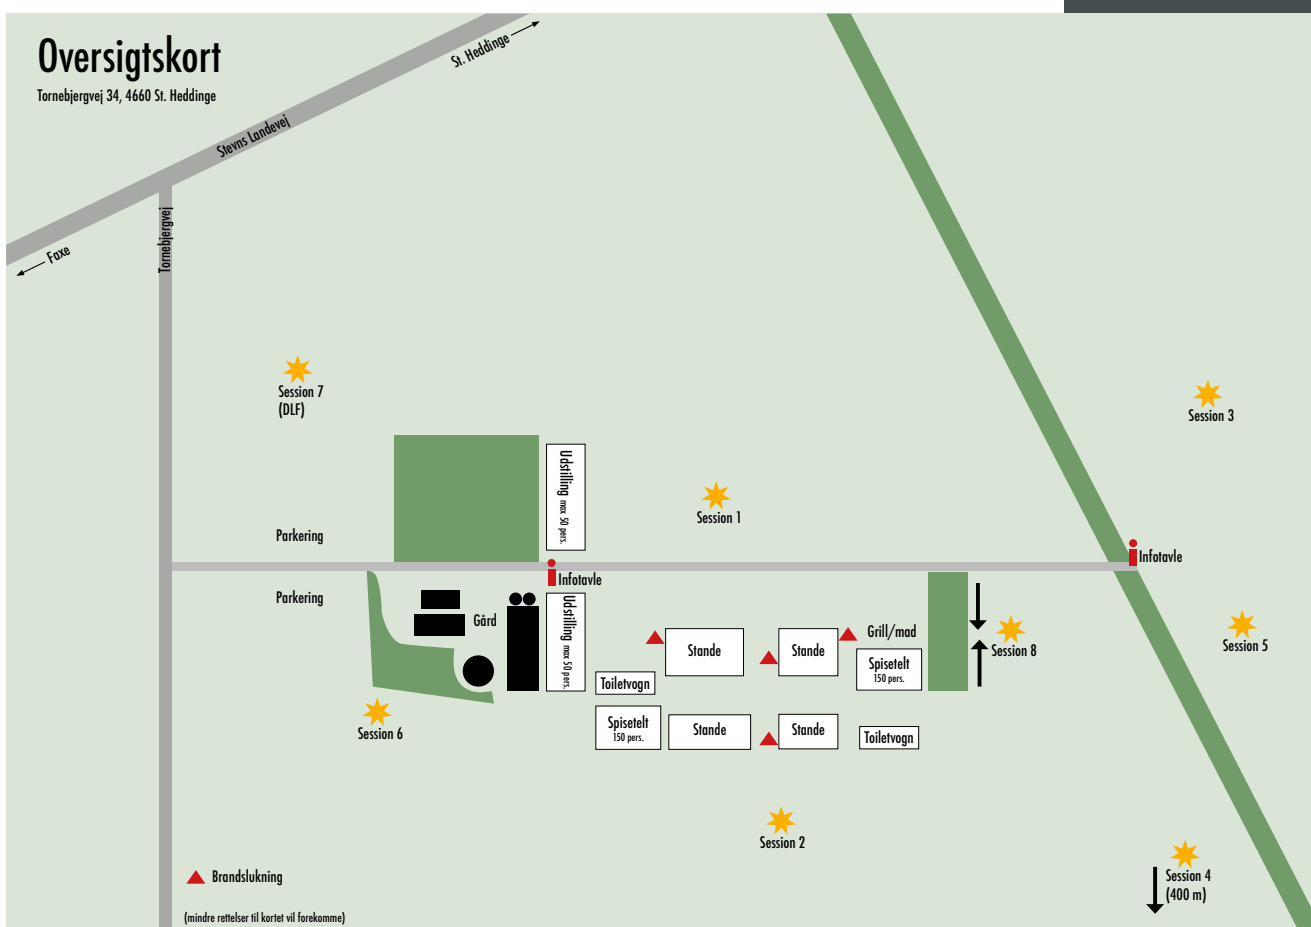 Oversigtskort
Tornebjergvej 34, 4660 St. Heddinge
St. Heddinge
Stevns Landevej
Tornebjergvej
Faxe
Session 7
(DLF)
Session 3
Udstilling max 50 pers.
Session 1
Parkering
Infotavle
Infotavle
Parkering
Gård
Udstilling max 50 pers.
Stande
Stande
Grill/mad
Spisetelt
150 pers.
Session 8
Session 5
Toiletvogn
Spisetelt
150 pers.
Stande
Stande
Toiletvogn
Session 6
Session 2
Session 4
(400 m)
Brandslukning
(mindre rettelser til kortet vil forekomme)